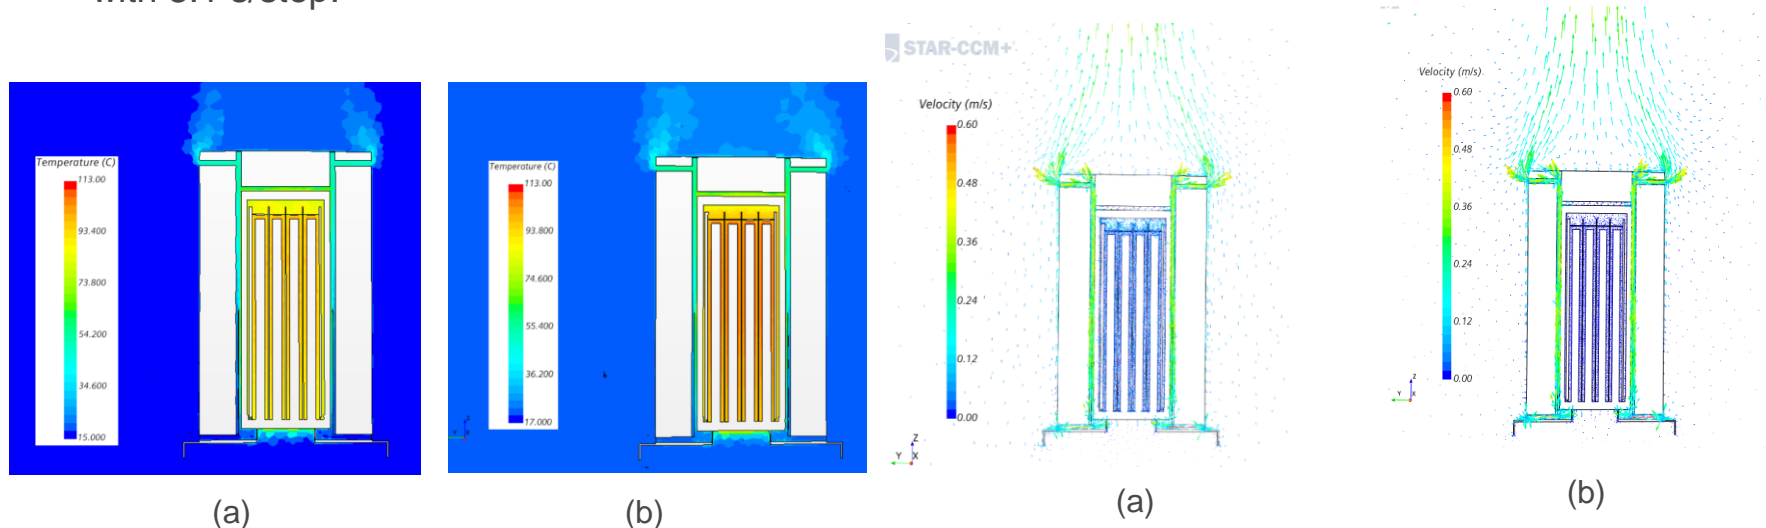 Temperature (C)
113.00
93.400
73.800
54.200
34.600
15.000
(a)
Temperature (C)
113.00
93.800
74.600
55.400
36.200
17.000
(b)
STAR-CCM+
Velocity (m/s)
0.60
0.48
0.36
0.24
0.12
0.00
Z
Y X
(a)
Velocity (m/s)
0.60
0.48
0.36
0.24
0.12
0.00
Z
Y X
(b)